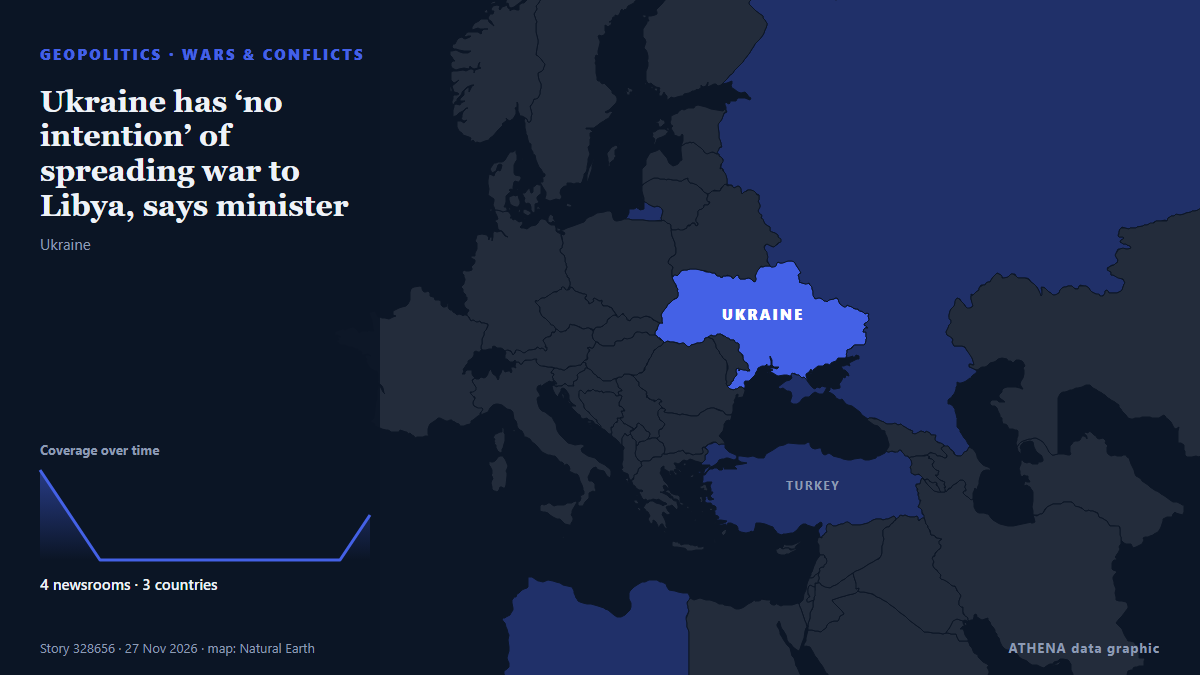 GEOPOLITICS · WARS & CONFLICTS
Ukraine has ‘no
intention’ of
spreading war to
Libya, says minister
Ukraine
UKRAINE
TURKEY
Coverage over time
4 newsrooms · 3 countries
Story 328656 · 27 Nov 2026 · map: Natural Earth
ATHENA data graphic